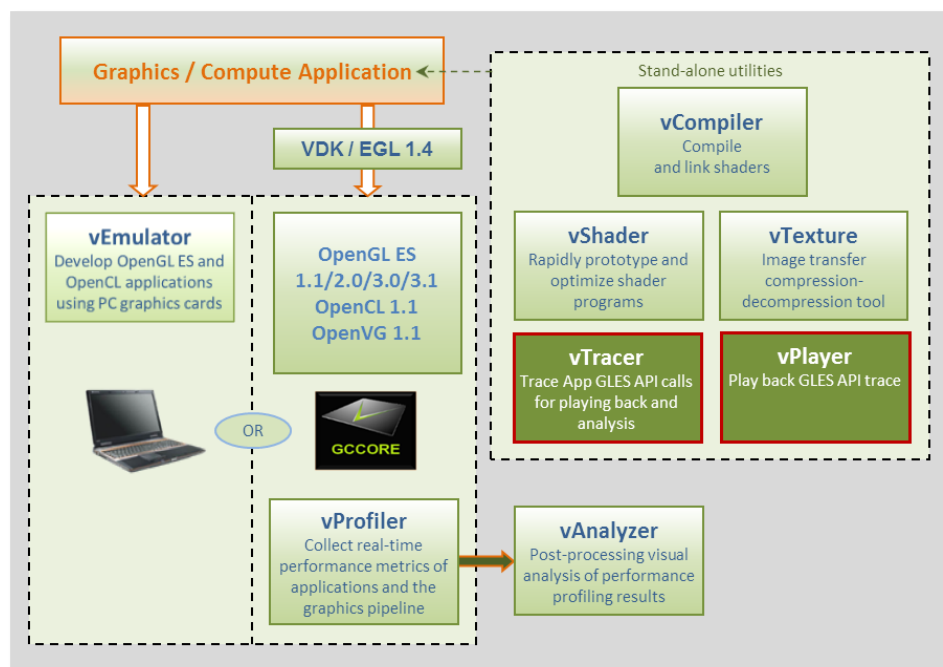 Graphics / Compute Application
Stand-alone utilities
vCompiler
Compile
and link shaders
VDK / EGL 1.4
vEmulator
Develop OpenGL ES and
OpenCL applications
using PC graphics cards
OpenGL ES
1.1/2.0/3.0/3.1
OpenCL 1.1
OpenVG 1.1
vShader
Rapidly prototype and
optimize shader
programs
vTexture
Image transfer
compression-
decompression tool
vTracer
Trace App GLES API calls
for playing back and
analysis
vPlayer
Play back GLES API trace
OR
GCCORE
vProfiler
Collect real-time
performance metrics of
applications and the
graphics pipeline
vAnalyzer
Post-processing visual
analysis of performance
profiling results